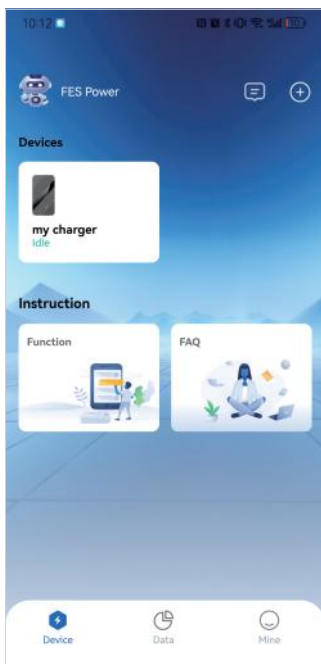 10:12
FES Power
Devices
my charger
Idle
Instruction
Function
FAQ
Device
Data
Mine